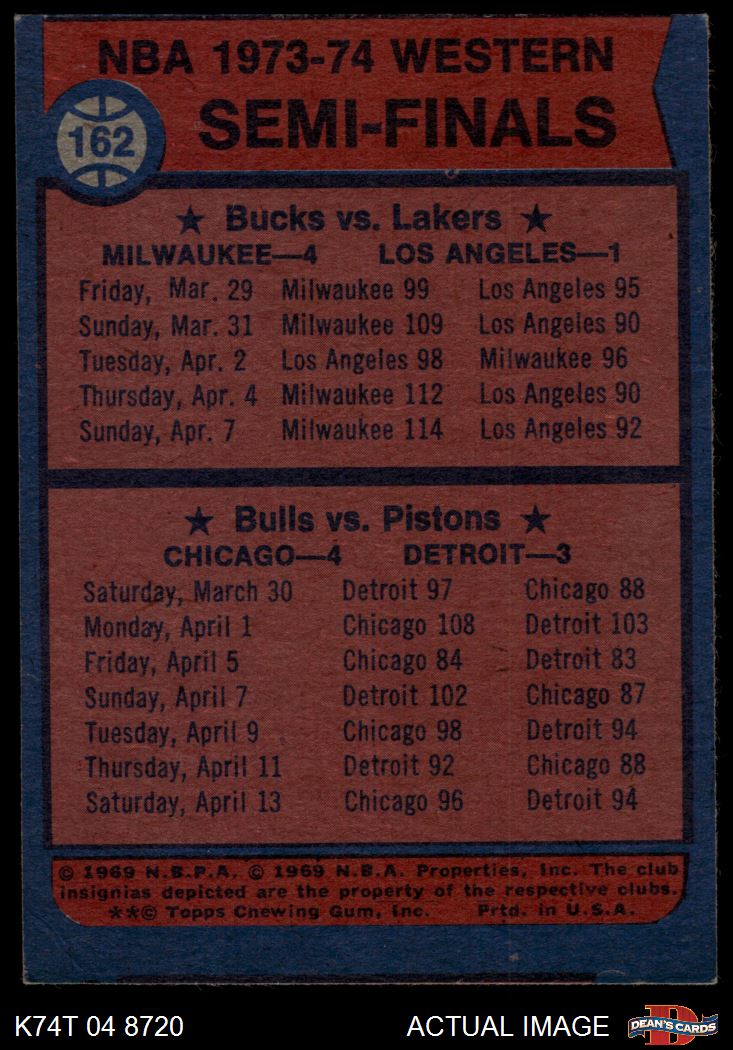 NBA 1973-74 WESTERN
SEMI-FINALS
162
★ Bucks vs. Lakers ★
MILWAUKEE—4 LOS ANGELES—1
Friday, Mar. 29 Milwaukee 99 Los Angeles 95
Sunday, Mar. 31 Milwaukee 109 Los Angeles 90
Tuesday, Apr. 2 Los Angeles 98 Milwaukee 96
Thursday, Apr. 4 Milwaukee 112 Los Angeles 90
Sunday, Apr. 7 Milwaukee 114 Los Angeles 92
★ Bulls vs. Pistons ★
CHICAGO—4 DETROIT—3
Saturday, March 30 Detroit 97 Chicago 88
Monday, April 1 Chicago 108 Detroit 103
Friday, April 5 Chicago 84 Detroit 83
Sunday, April 7 Detroit 102 Chicago 87
Tuesday, April 9 Chicago 98 Detroit 94
Thursday, April 11 Detroit 92 Chicago 88
Saturday, April 13 Chicago 96 Detroit 94
© 1969 N.B.P.A. © 1969 N.B.A. Properties, Inc. The club
insignias depicted are the property of the respective clubs.
**© Topps Chewing Gum, Inc. Prtd. in U.S.A.
K74T 04 8720 ACTUAL IMAGE D DEAN'S CARDS